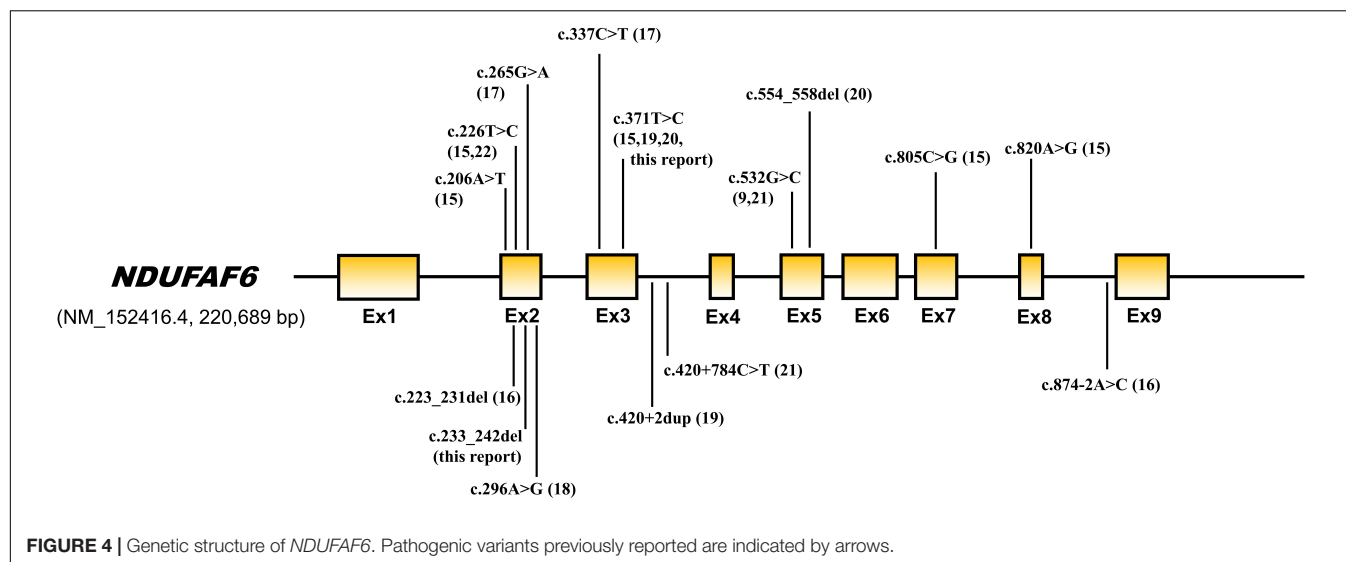 c.337C>T (17)
c.265G>A
(17)
c.554_558del (20)
c.371T>C
(15,19,20,
this report)
c.226T>C
(15,22)
c.805C>G (15)
c.820A>G (15)
c.206A>T
(15)
c.532G>C
(9,21)
NDUFAF6
(NM_152416.4, 220,689 bp)
Ex1
Ex2
Ex3
Ex4
Ex5
Ex6
Ex7
Ex8
Ex9
c.420+784C>T (21)
c.874-2A>C (16)
c.223_231del (16)
c.420+2dup (19)
c.233_242del
(this report)
c.296A>G (18)
FIGURE 4 | Genetic structure of NDUFAF6. Pathogenic variants previously reported are indicated by arrows.